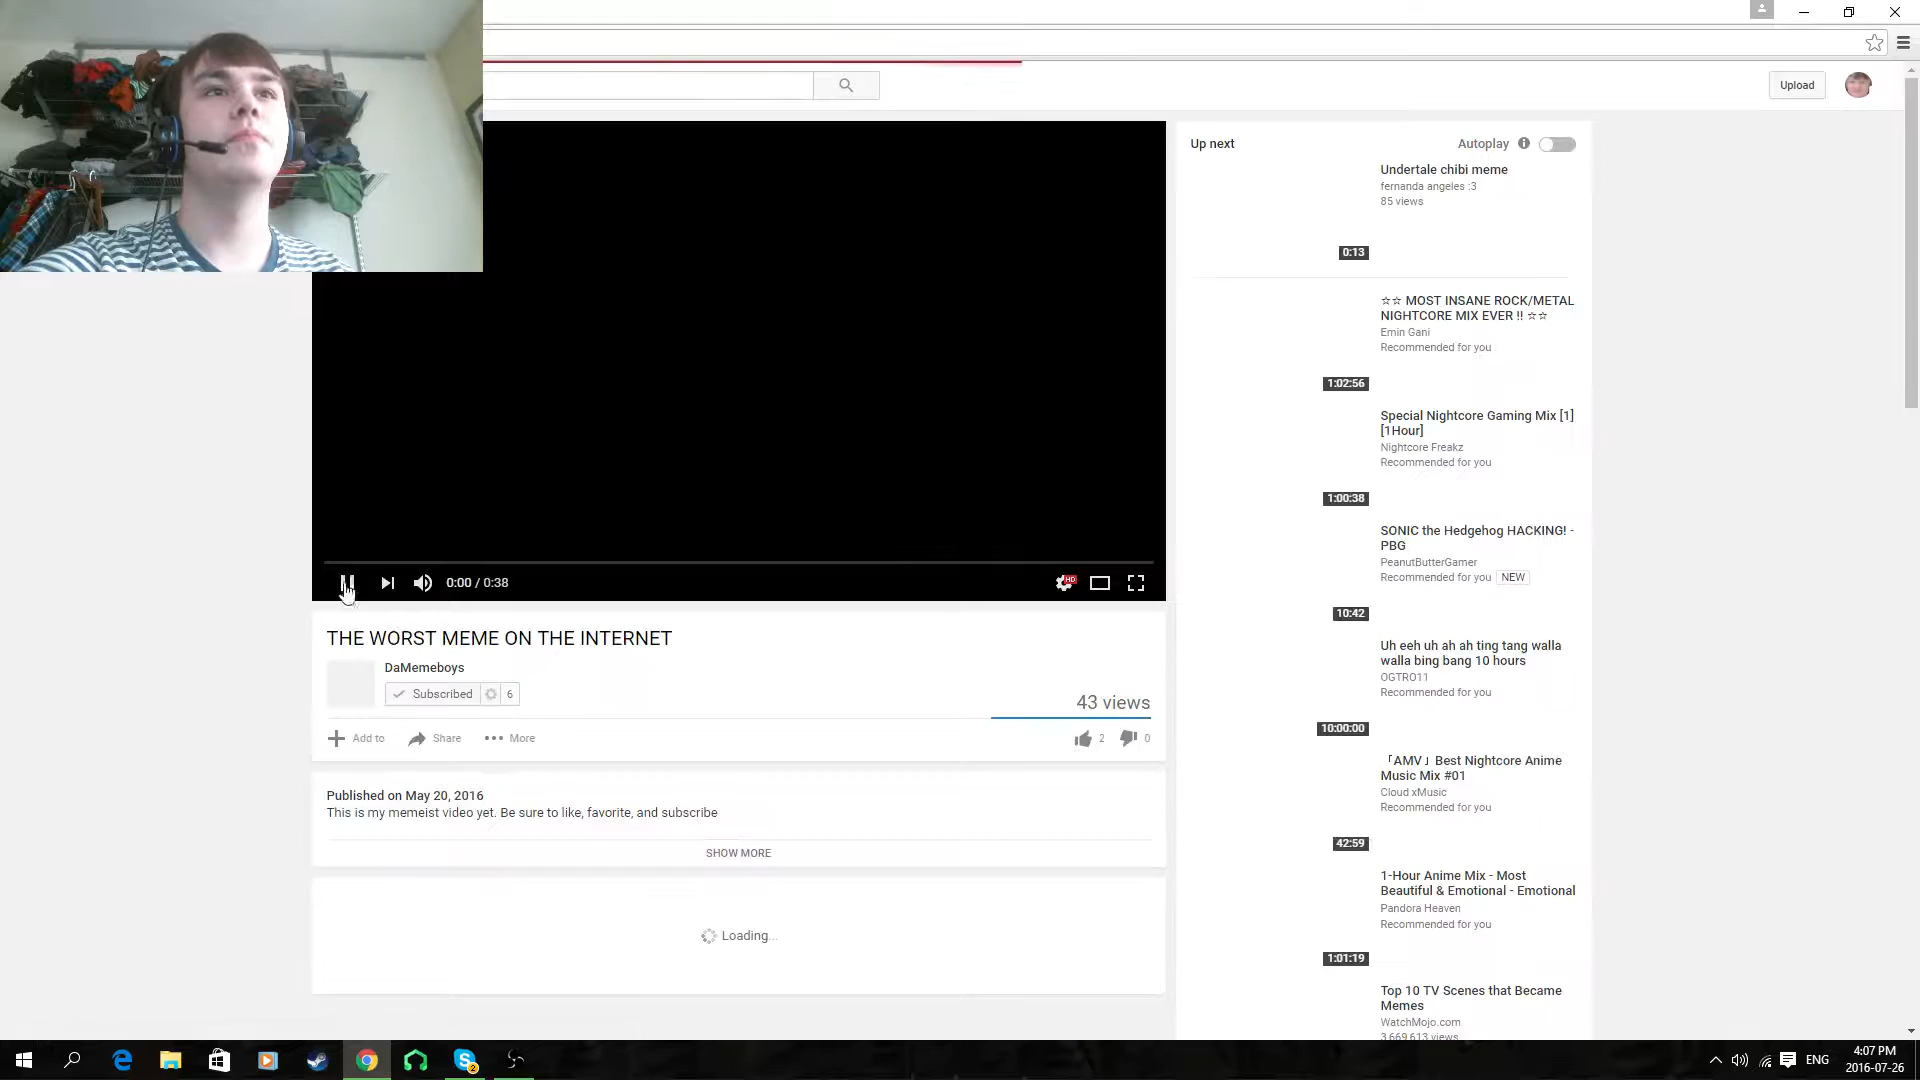 Upload
Up next
Autoplay
Undertale chibi meme
fernanda angeles :3
85 views
0:13
☆☆ MOST INSANE ROCK/METAL
NIGHTCORE MIX EVER !! ☆☆
Emin Gani
Recommended for you
1:02:56
Special Nightcore Gaming Mix [1]
[1Hour]
Nightcore Freakz
Recommended for you
1:00:38
SONIC the Hedgehog HACKING! -
PBG
PeanutButterGamer
Recommended for you NEW
10:42
Uh eeh uh ah ah ting tang walla
walla bing bang 10 hours
OGTRO11
Recommended for you
10:00:00
「AMV」Best Nightcore Anime
Music Mix #01
Cloud xMusic
Recommended for you
42:59
1-Hour Anime Mix - Most
Beautiful & Emotional - Emotional
Pandora Heaven
Recommended for you
1:01:19
Top 10 TV Scenes that Became
Memes
WatchMojo.com
3,669,613 views
0:00 / 0:38
HD
THE WORST MEME ON THE INTERNET
DaMemeboys
Subscribed 6
43 views
Add to Share More
2 0
Published on May 20, 2016
This is my memeist video yet. Be sure to like, favorite, and subscribe
SHOW MORE
Loading...
2
ENG
4:07 PM
2016-07-26